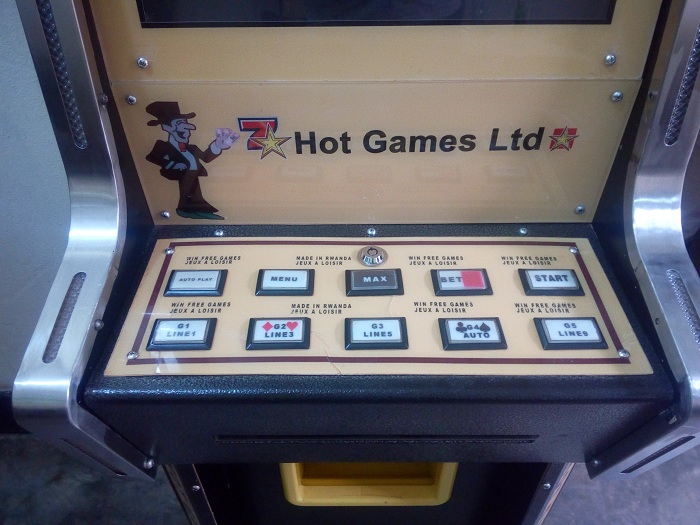 7 Hot Games Ltd
WIN FREE GAMES
JEUX A LOISIR
MADE IN RWANDA
JEUX A LOISIR
WIN FREE GAMES
JEUX A LOISIR
WIN FREE GAMES
JEUX A LOISIR
AUTO PLAY
MENU
MAX
BET
START
WIN FREE GAMES
JEUX A LOISIR
MADE IN RWANDA
JEUX A LOISIR
WIN FREE GAMES
JEUX A LOISIR
WIN FREE GAMES
JEUX A LOISIR
G1
LINE1
G2
LINE3
G3
LINE5
G4
AUTO
G5
LINE9